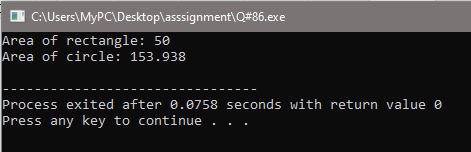 C:\Users\MyPC\Desktop\asssignment\Q#86.exe
Area of rectangle: 50
Area of circle: 153.938
--------------------------------
Process exited after 0.0758 seconds with return value 0
Press any key to continue . . .